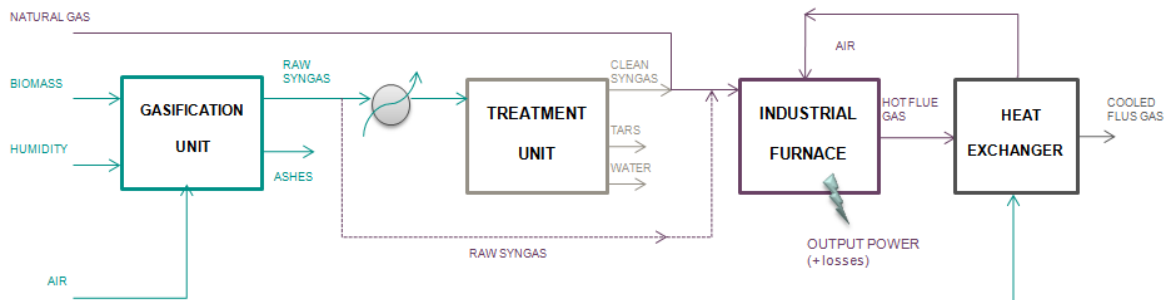 NATURAL GAS
BIOMASS
HUMIDITY
AIR
GASIFICATION
UNIT
RAW
SYNGAS
ASHES
TREATMENT
UNIT
CLEAN
SYNGAS
TARS
WATER
RAW SYNGAS
AIR
INDUSTRIAL
FURNACE
OUTPUT POWER
(+losses)
HOT FLUE
GAS
HEAT
EXCHANGER
COOLED
FLUS GAS